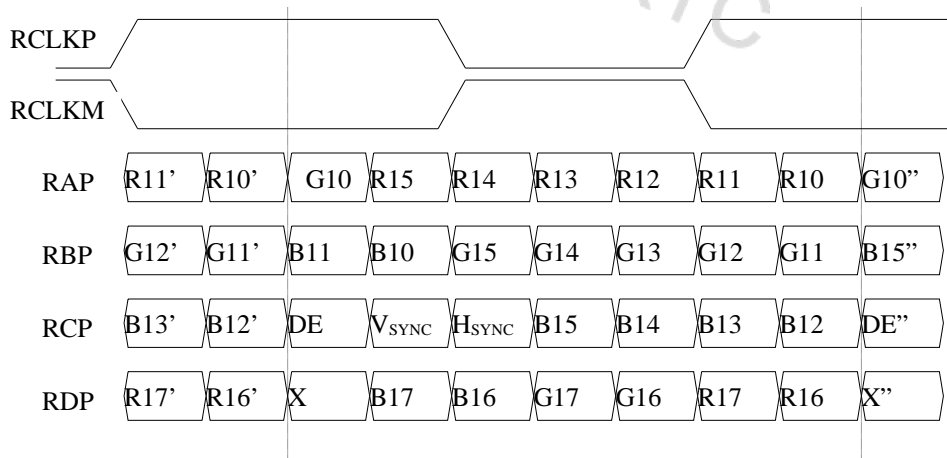 RCLKP
RCLKM
RAP R11’ R10’ G10 R15 R14 R13 R12 R11 R10 G10”
RBP G12’ G11’ B11 B10 G15 G14 G13 G12 G11 B15”
RCP B13’ B12’ DE VSYNC HSYNC B15 B14 B13 B12 DE”
RDP R17’ R16’ X B17 B16 G17 G16 R17 R16 X”